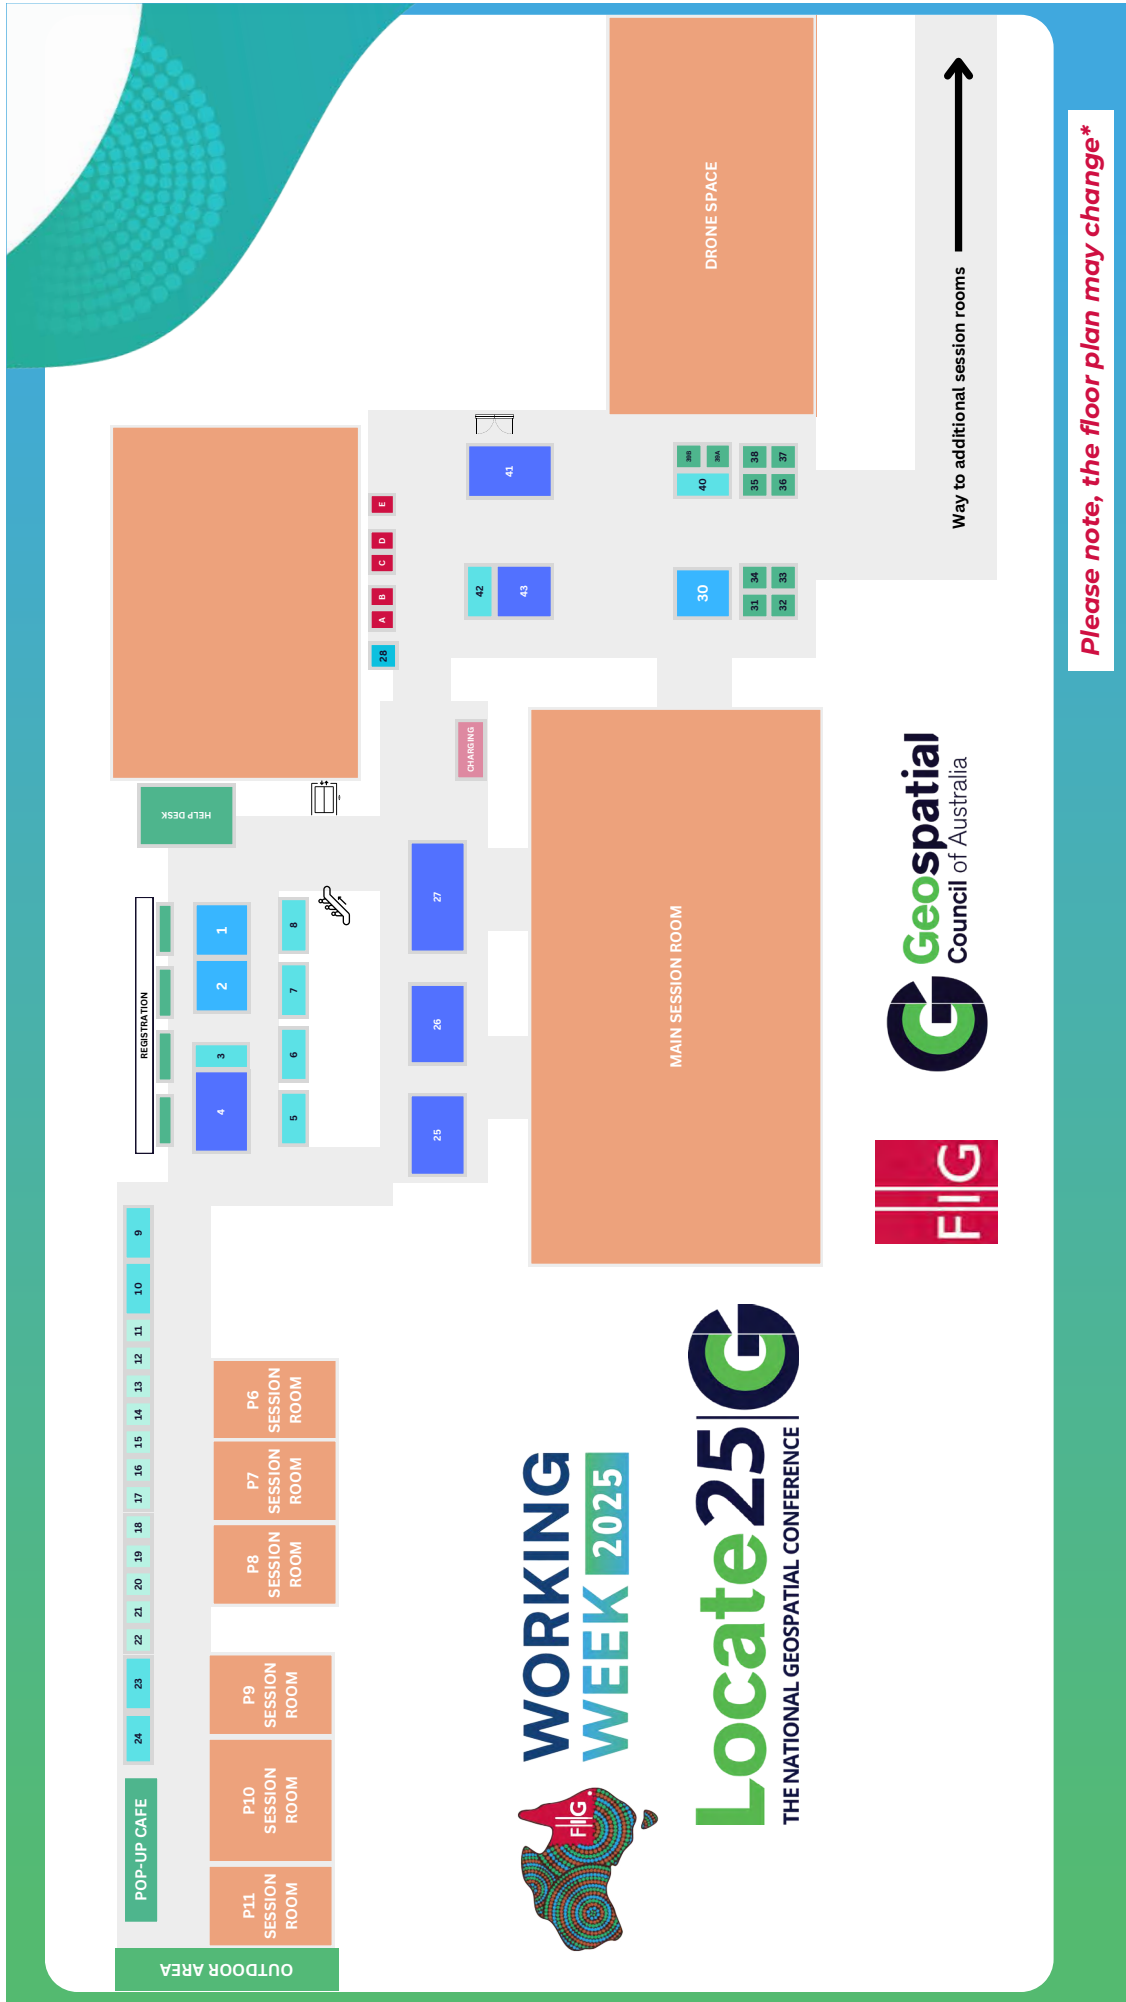 Please note, the floor plan may change*
Way to additional session rooms
DRONE SPACE
41
39B
39A
38
37
40
35
36
E
D
C
B
A
28
42
43
30
34
33
31
32
CHARGING
HELP DESK
REGISTRATION
1
2
3
4
8
7
6
5
27
26
25
MAIN SESSION ROOM
9
10
11
12
13
14
15
16
17
18
19
20
21
22
23
24
P6
SESSION
ROOM
P7
SESSION
ROOM
P8
SESSION
ROOM
P9
SESSION
ROOM
P10
SESSION
ROOM
P11
SESSION
ROOM
POP-UP CAFE
OUTDOOR AREA
FIG
WORKING
WEEK 2025
Locate25
THE NATIONAL GEOSPATIAL CONFERENCE
FIG
Geospatial
Council of Australia